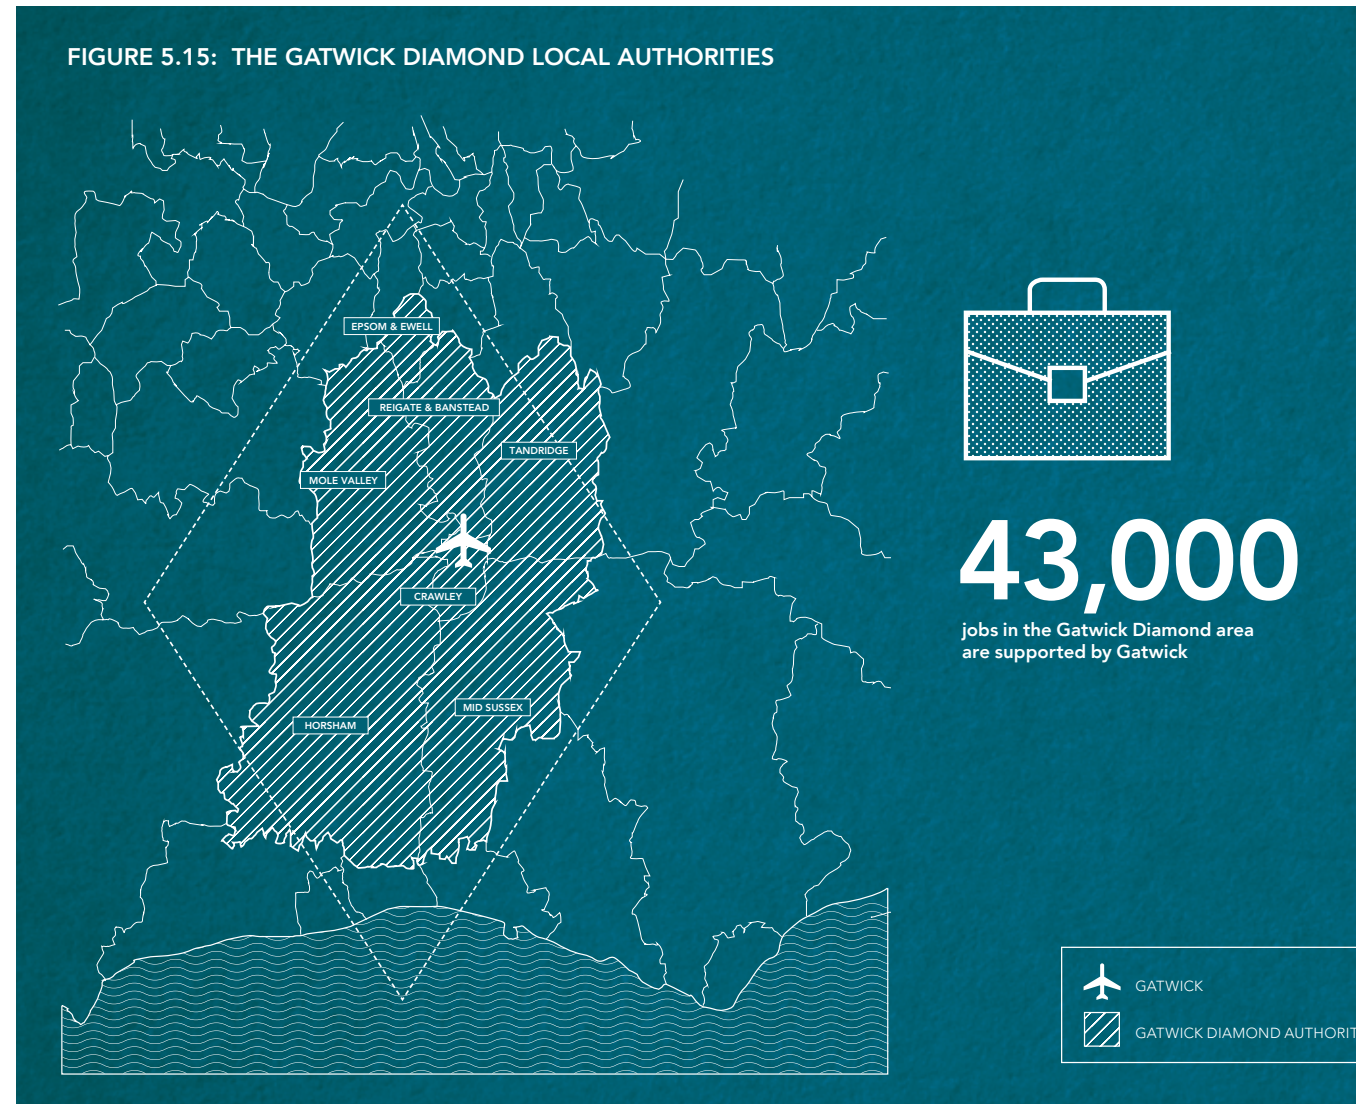 FIGURE 5.15: THE GATWICK DIAMOND LOCAL AUTHORITIES
EPSOM & EWELL
REIGATE & BANSTEAD
TANDRIDGE
MOLE VALLEY
CRAWLEY
MID SUSSEX
HORSHAM
43,000
jobs in the Gatwick Diamond area
are supported by Gatwick
GATWICK
GATWICK DIAMOND AUTHORIT